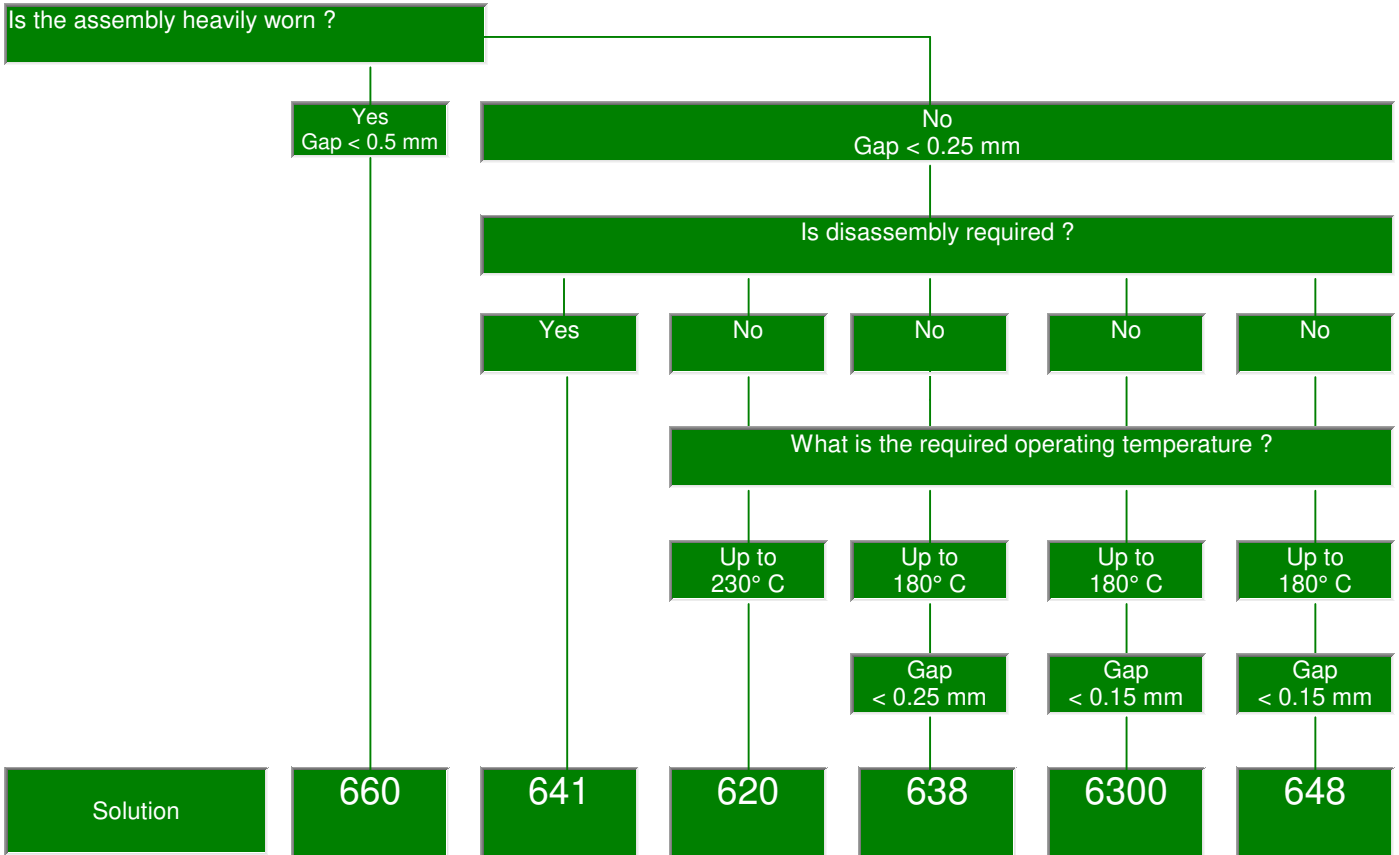 Is the assembly heavily worn ?
Yes
Gap < 0.5 mm
No
Gap < 0.25 mm
Is disassembly required ?
Yes
No
No
No
No
What is the required operating temperature ?
Up to
230° C
Up to
180° C
Up to
180° C
Up to
180° C
Gap
< 0.25 mm
Gap
< 0.15 mm
Gap
< 0.15 mm
Solution
660
641
620
638
6300
648